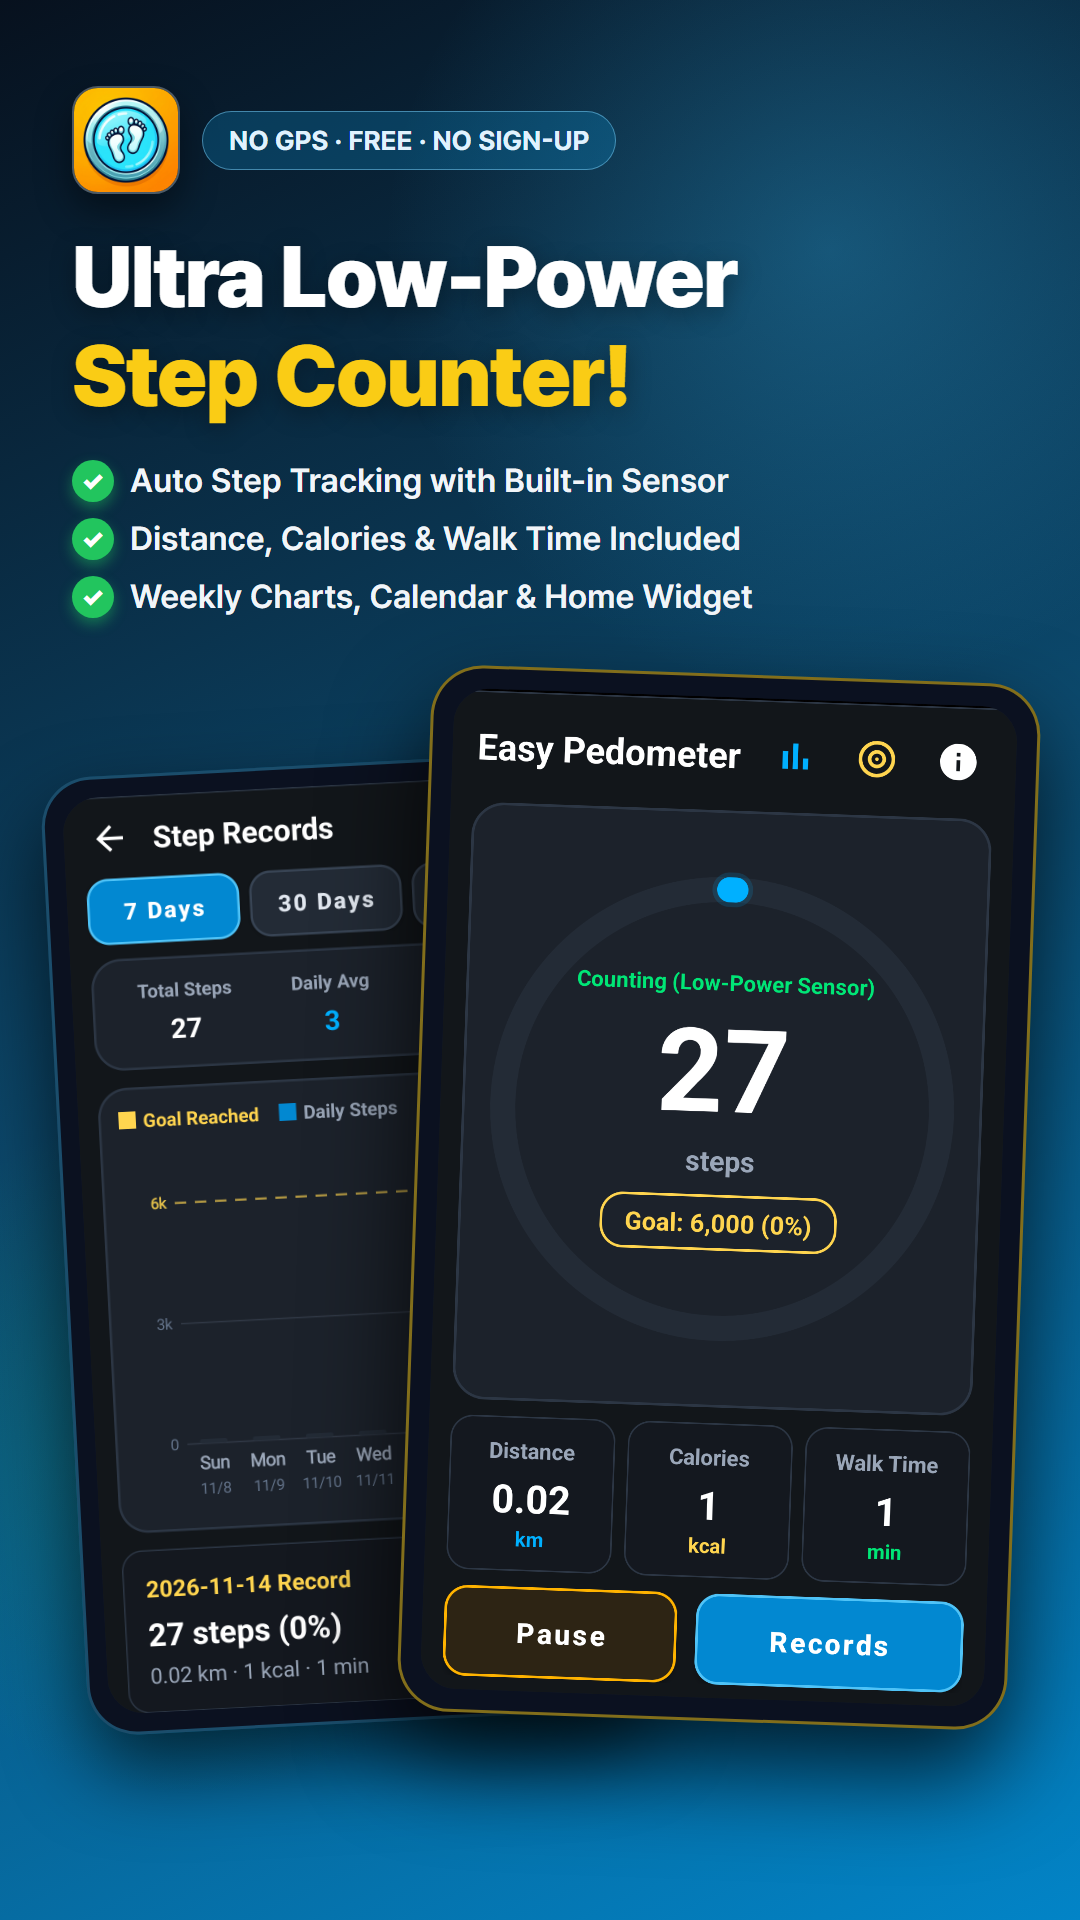 NO GPS · FREE · NO SIGN-UP
Ultra Low-Power
Step Counter!
Auto Step Tracking with Built-in Sensor
Distance, Calories & Walk Time Included
Weekly Charts, Calendar & Home Widget
Step Records
7 Days
30 Days
Total Steps
27
Daily Avg
3
Goal Reached
Daily Steps
6k
3k
0
Sun Mon Tue Wed
11/8 11/9 11/10 11/11
2026-11-14 Record
27 steps (0%)
0.02 km · 1 kcal · 1 min
Easy Pedometer
Counting (Low-Power Sensor)
27
steps
Goal: 6,000 (0%)
Distance
0.02
km
Calories
1
kcal
Walk Time
1
min
Pause
Records